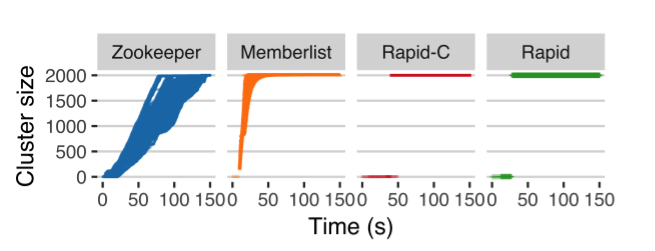 Zookeeper Memberlist Rapid-C Rapid
Cluster size
2000
1500
1000
500
0
0 50 100 150 0 50 100 150 0 50 100 150 0 50 100 150
Time (s)